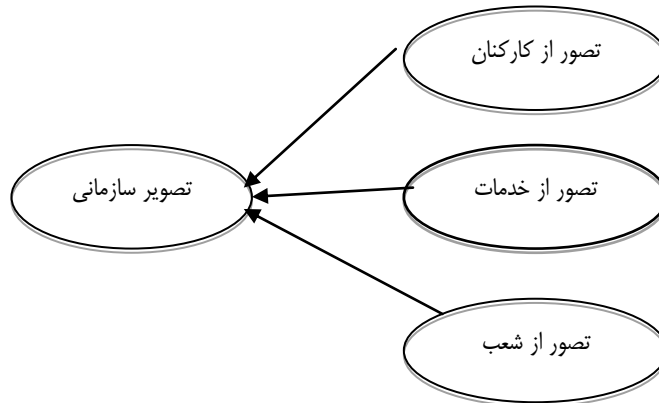 تصور از کارکنان
تصور از خدمات
تصویر سازمانی
تصور از شعب